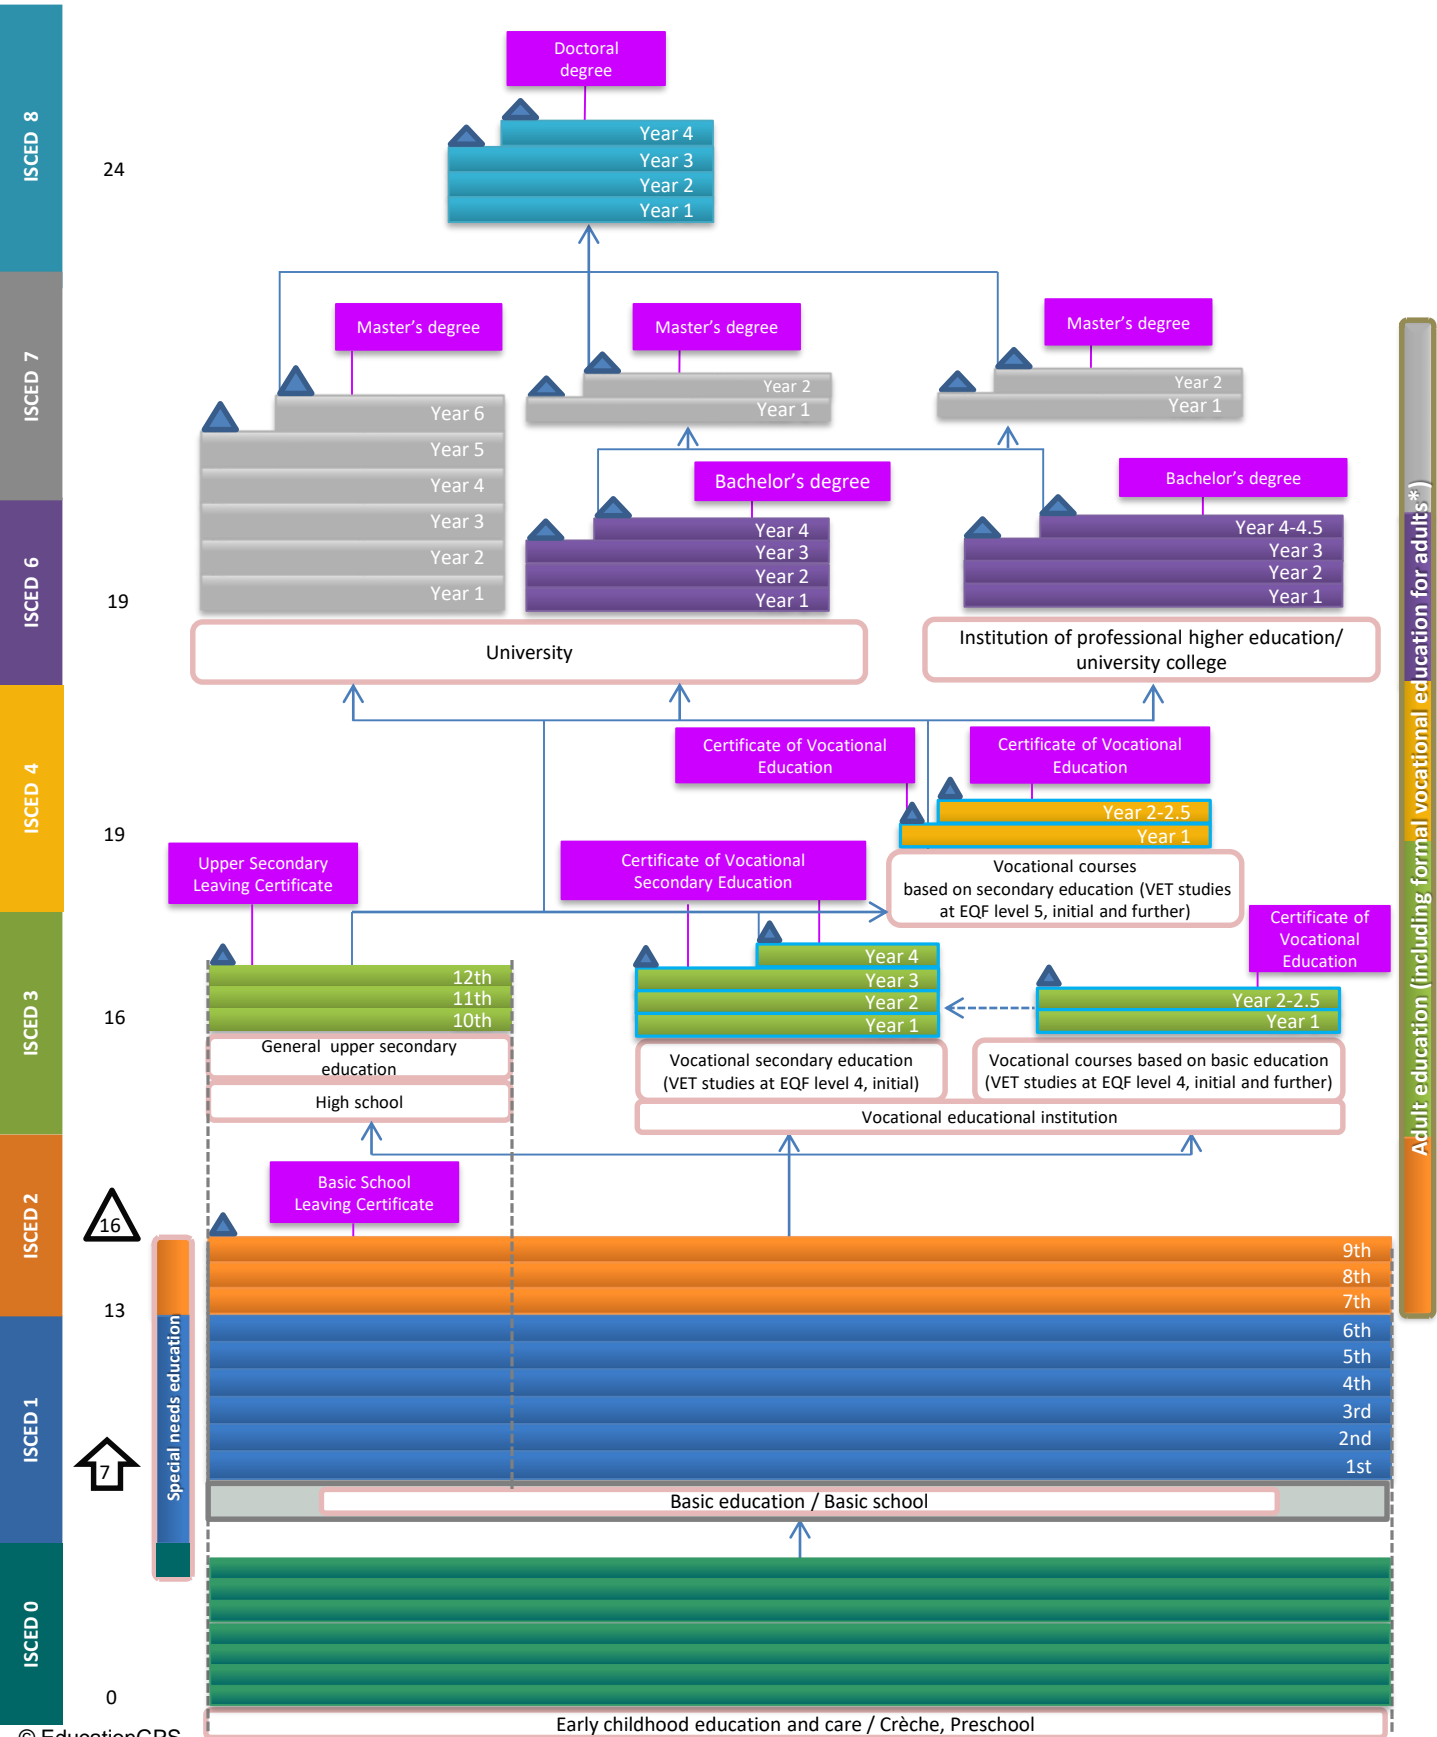 Doctoral
degree
ISCED 8
24
Year 4
Year 3
Year 2
Year 1
ISCED 7
Master's degree
Master's degree
Master's degree
Year 6
Year 5
Year 4
Year 3
Year 2
Year 1
Year 2
Year 1
Year 2
Year 1
ISCED 6
19
Bachelor's degree
Bachelor's degree
Year 4
Year 3
Year 2
Year 1
Year 4-4.5
Year 3
Year 2
Year 1
University
Institution of professional higher education/
university college
ISCED 4
19
Certificate of Vocational
Education
Certificate of Vocational
Education
Year 2-2.5
Year 1
Vocational courses
based on secondary education (VET studies
at EQF level 5, initial and further)
Upper Secondary
Leaving Certificate
Certificate of Vocational
Secondary Education
Certificate of
Vocational
Education
ISCED 3
16
12th
11th
10th
General upper secondary
education
High school
Year 4
Year 3
Year 2
Year 1
Vocational secondary education
(VET studies at EQF level 4, initial)
Year 2-2.5
Year 1
Vocational courses based on basic education
(VET studies at EQF level 4, initial and further)
Vocational educational institution
Adult education (including formal vocational education for adults*)
ISCED 2
16
13
Basic School
Leaving Certificate
9th
8th
7th
6th
5th
4th
3rd
2nd
1st
ISCED 1
7
Special needs education
Basic education / Basic school
ISCED 0
0
Early childhood education and care / Crèche, Preschool
© EducationGPS